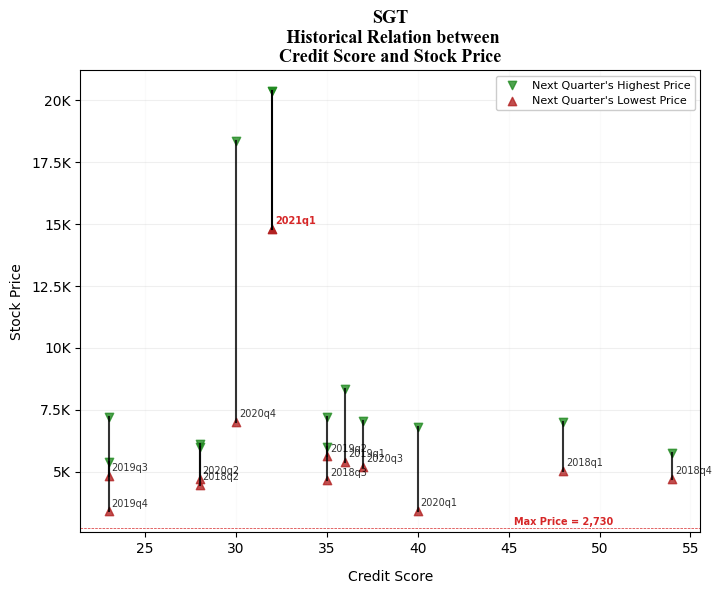 SGT
Historical Relation between
Credit Score and Stock Price
Next Quarter's Highest Price
Next Quarter's Lowest Price
20K
17.5K
15K
12.5K
10K
7.5K
5K
Stock Price
2021q1
2020q4
2019q3
2019q4
2020q2
2018q2
2019q2
2019q1
2018q3
2020q3
2020q1
2018q1
2018q4
Max Price = 2,730
25
30
35
40
45
50
55
Credit Score